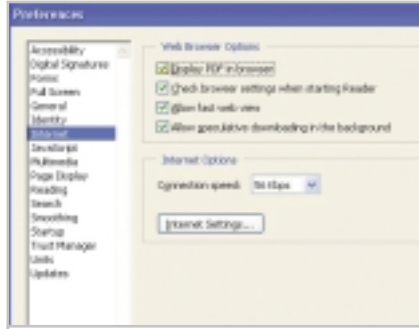 Preferences
Accessibility
Digital Signatures
Forms
Full Screen
General
Identity
Internet
JavaScript
Multimedia
Page Display
Reading
Search
Smoothing
Startup
Trust Manager
Units
Updates
Web Browser Options
Display PDF in browser
Check browser settings when starting Reader
Allow fast web view
Allow speculative downloading in the background
Internet Options
Connection speed: 56 Kbps
Internet Settings...